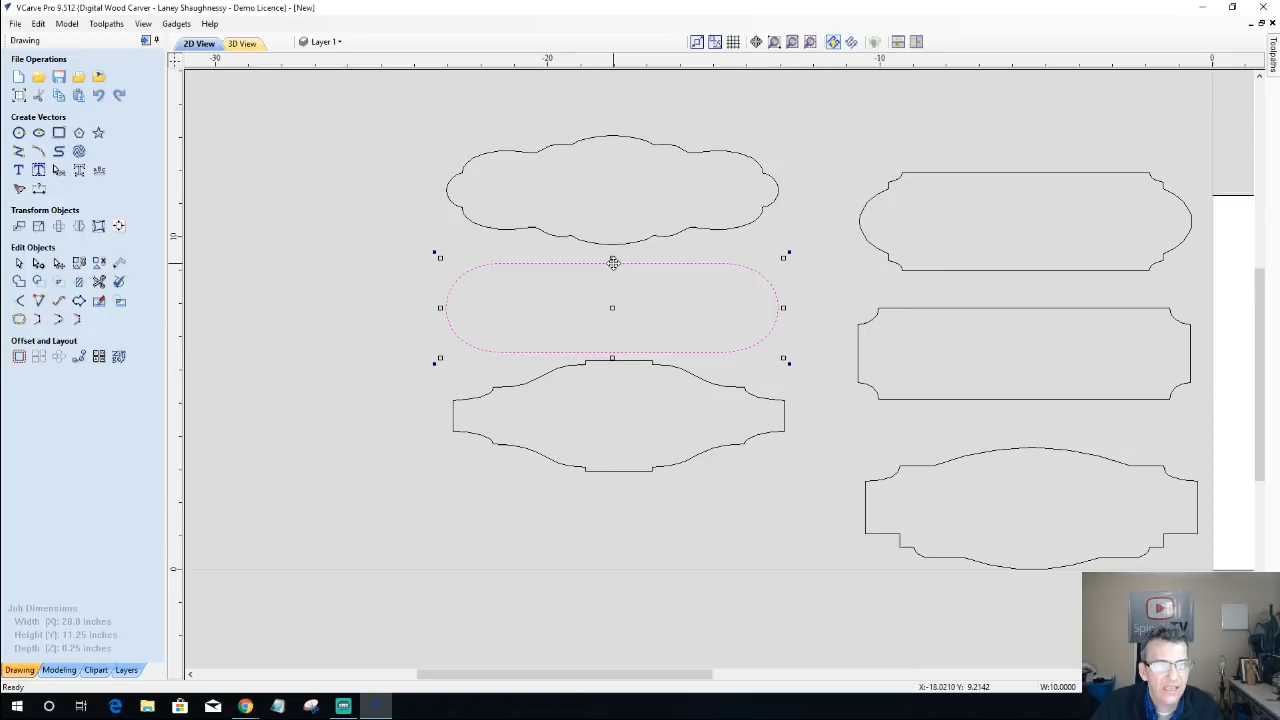 VCarve Pro 9.512 {Digital Wood Carver - Laney Shaughnessy - Demo Licence} - [New]
File Edit Model Toolpaths View Gadgets Help
Drawing
2D View 3D View Layer 1
Toolpaths
File Operations
Create Vectors
Transform Objects
Edit Objects
Offset and Layout
-30 -20 -10 0
10
0
Job Dimensions
Width (X): 20.0 inches
Height (Y): 11.25 inches
Depth (Z): 0.25 inches
Drawing Modeling Clipart Layers
Ready
X:-18.0210 Y: 9.2142
W:10.0000